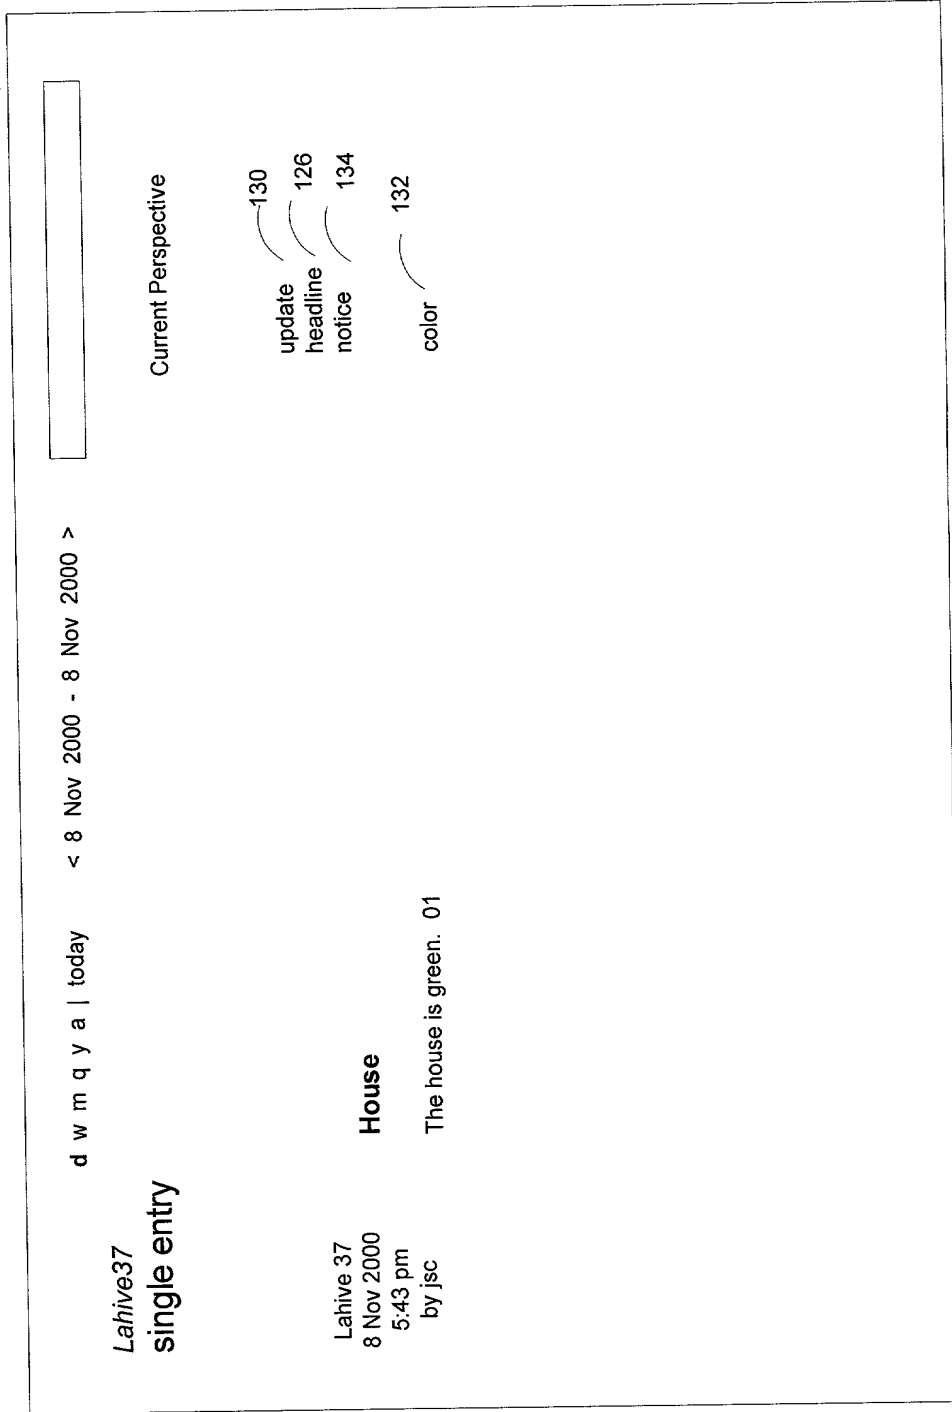 d w m q y a | today < 8 Nov 2000 - 8 Nov 2000 >
Lahive37
single entry
Current Perspective
130
update
126
headline
134
notice
132
color
Lahive 37
8 Nov 2000
5:43 pm
by jsc
House
The house is green. 01